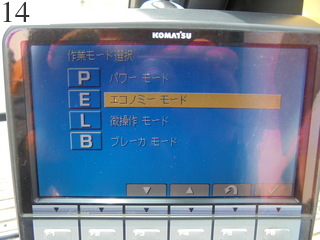 14
KOMATSU
作業モード選択
P パワー モード
E エコノミー モード
L 微操作 モード
B ブレーカ モード